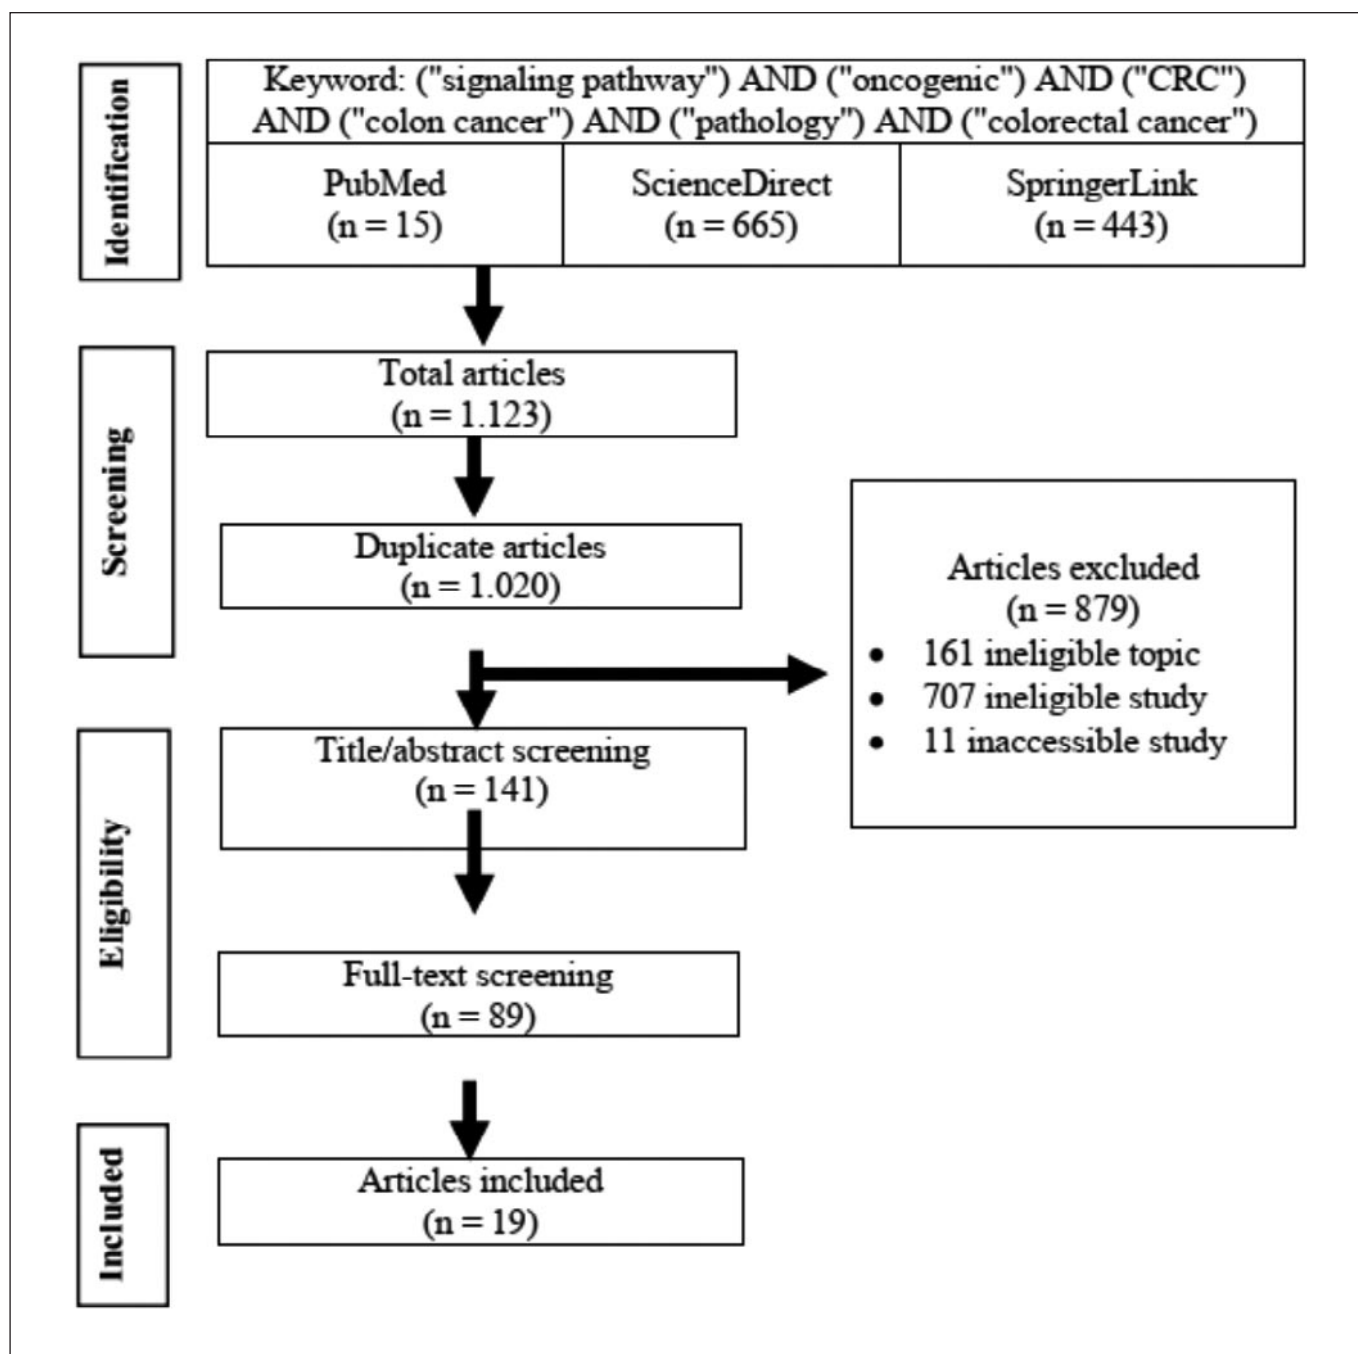 Identification
Keyword: ("signaling pathway") AND ("oncogenic") AND ("CRC")
AND ("colon cancer") AND ("pathology") AND ("colorectal cancer")
PubMed
(n = 15)
ScienceDirect
(n = 665)
SpringerLink
(n = 443)
Screening
Total articles
(n = 1.123)
Duplicate articles
(n = 1.020)
Articles excluded
(n = 879)
• 161 ineligible topic
• 707 ineligible study
• 11 inaccessible study
Eligibility
Title/abstract screening
(n = 141)
Full-text screening
(n = 89)
Included
Articles included
(n = 19)